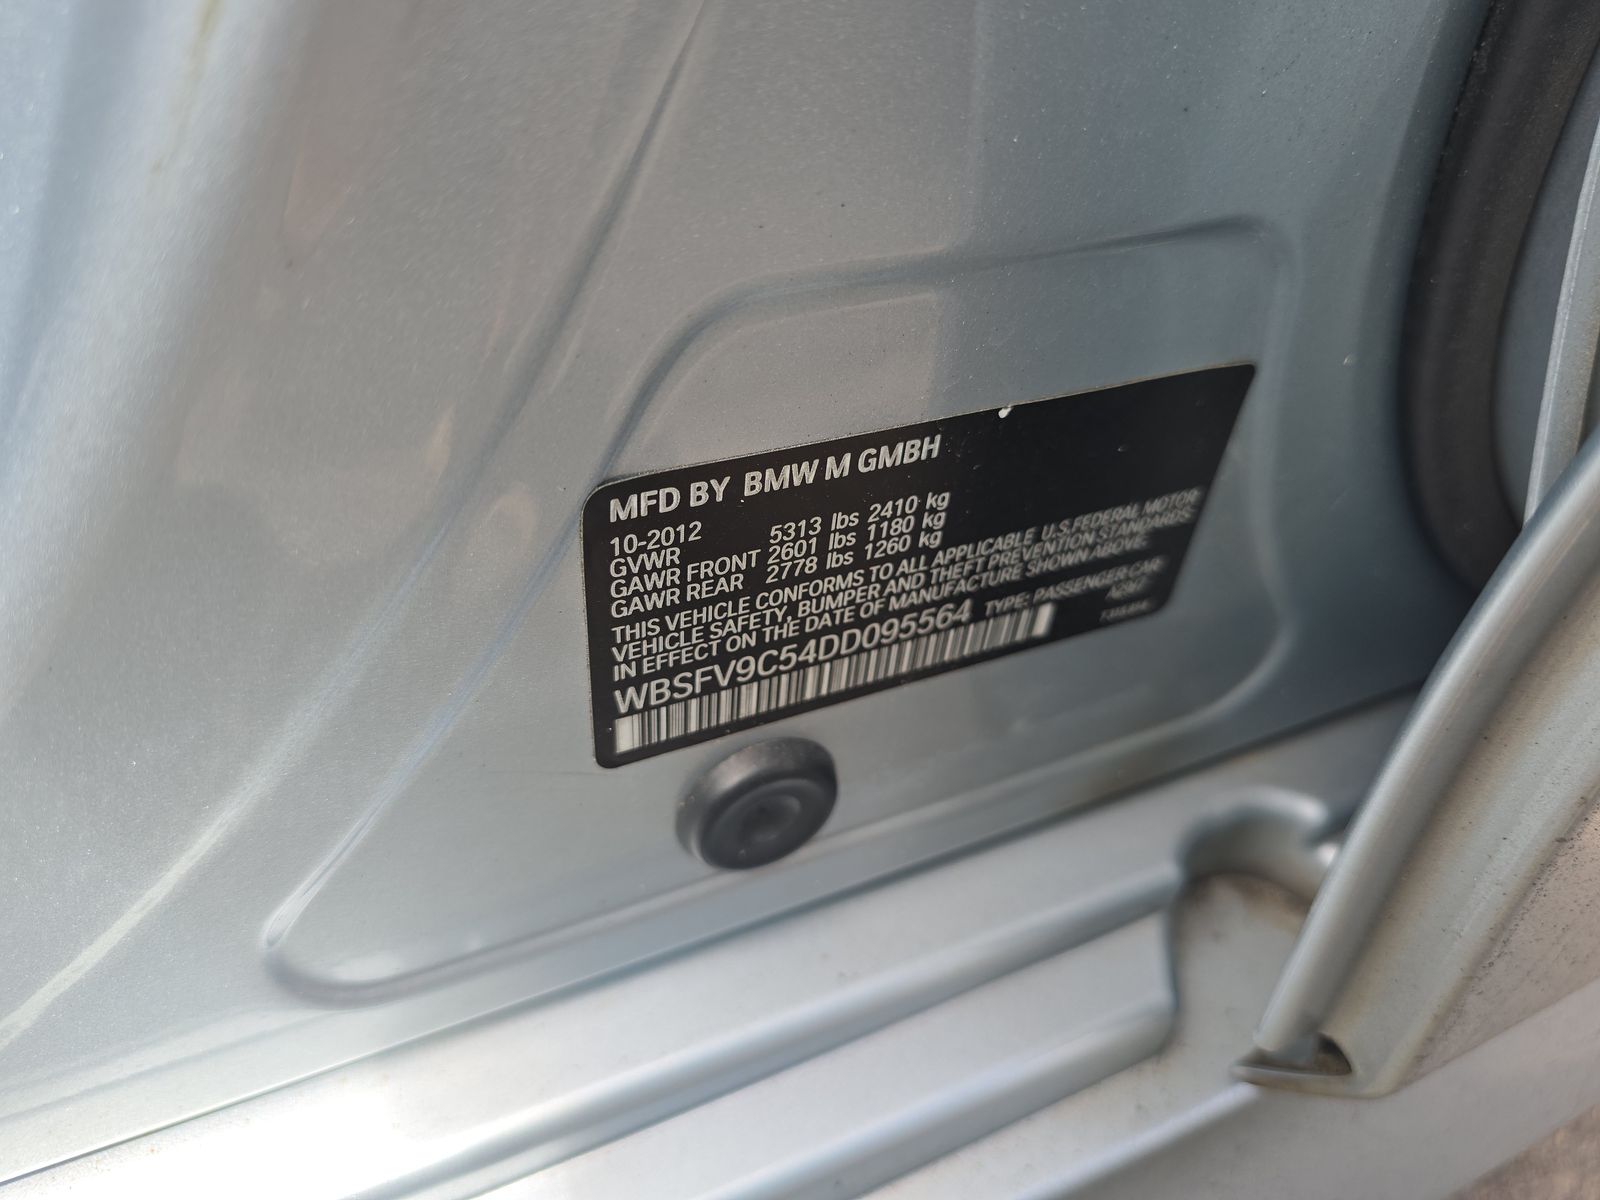 MFD BY BMW M GMBH
10-2012
GVWR 5313 lbs 2410 kg
GAWR FRONT 2601 lbs 1180 kg
GAWR REAR 2778 lbs 1260 kg
THIS VEHICLE CONFORMS TO ALL APPLICABLE U.S. FEDERAL MOTOR
VEHICLE SAFETY, BUMPER AND THEFT PREVENTION STANDARDS
IN EFFECT ON THE DATE OF MANUFACTURE SHOWN ABOVE.
WBSFV9C54DD095564 TYPE: PASSENGER CAR